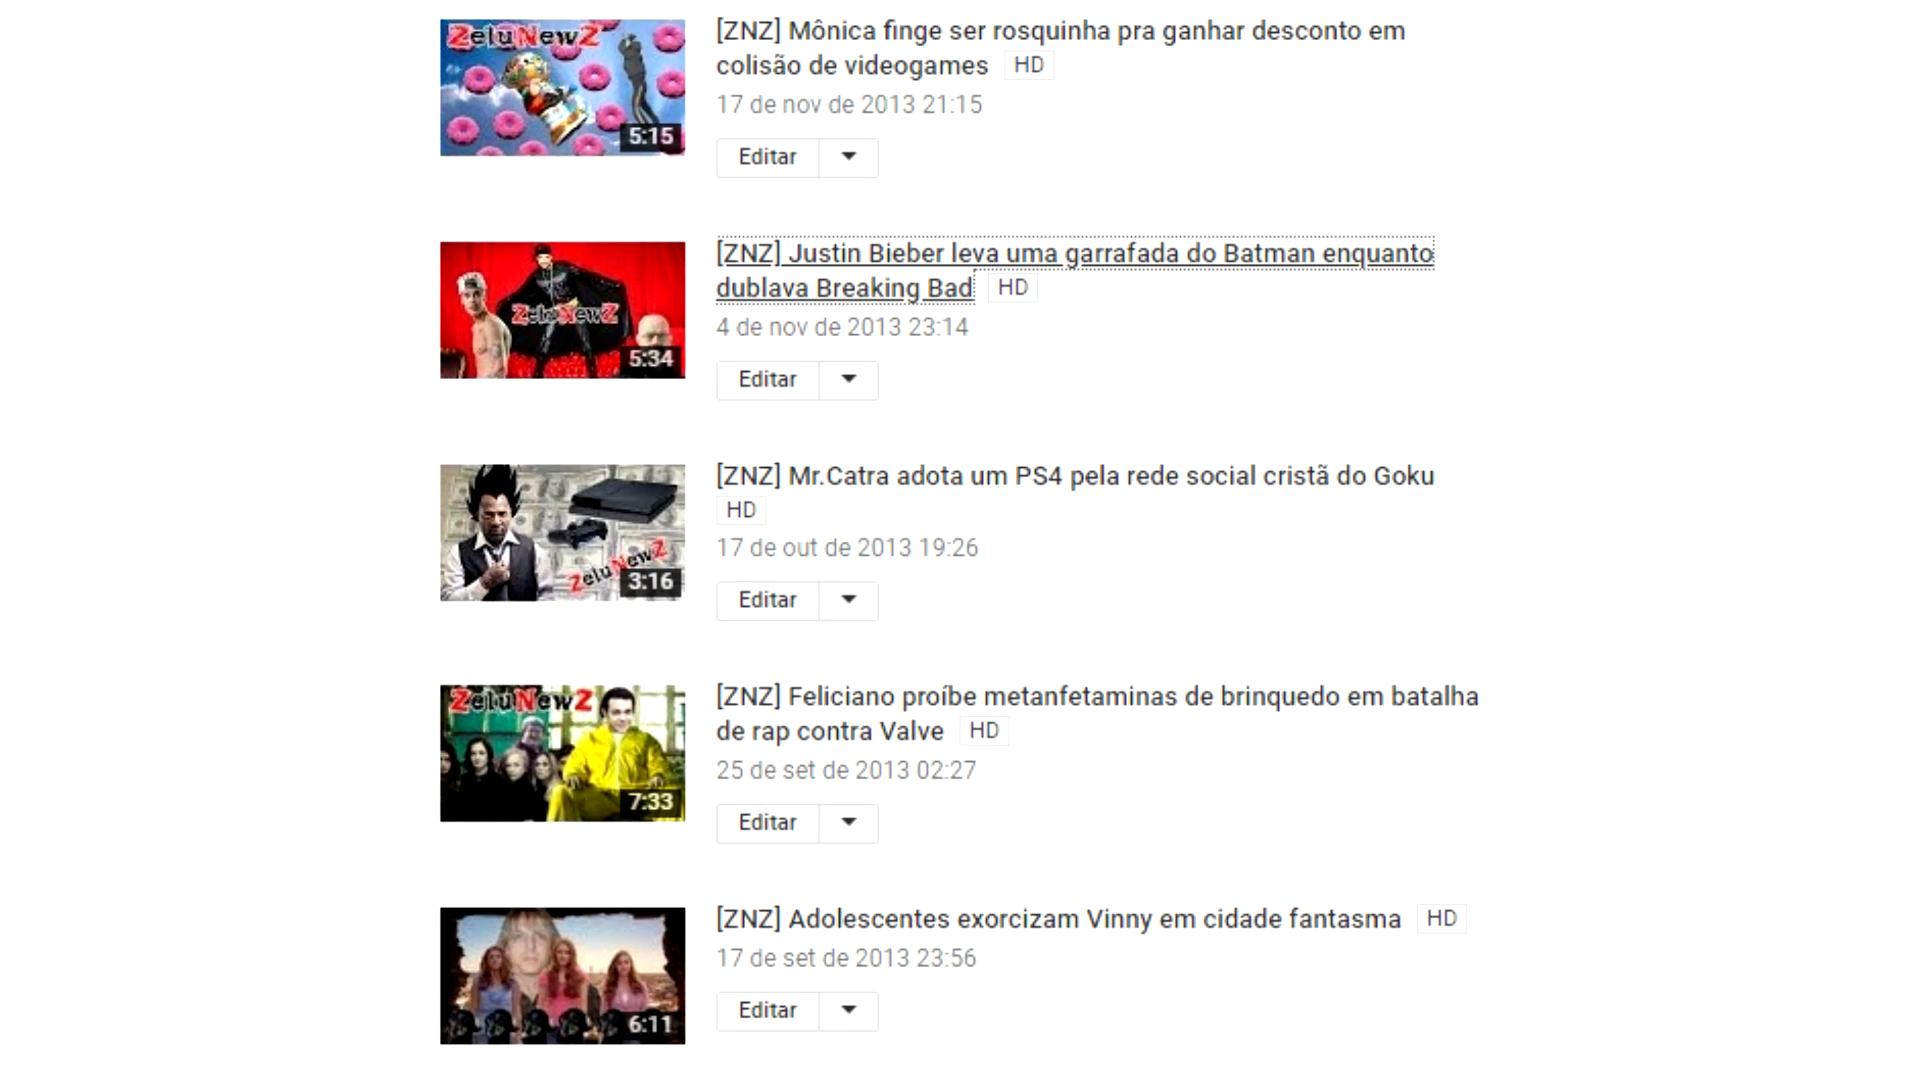 ZeluNewZ
5:15
[ZNZ] Mônica finge ser rosquinha pra ganhar desconto em
colisão de videogames HD
17 de nov de 2013 21:15
Editar
ZeluNewZ
5:34
[ZNZ] Justin Bieber leva uma garrafada do Batman enquanto
dublava Breaking Bad HD
4 de nov de 2013 23:14
Editar
ZeluNewZ
3:16
[ZNZ] Mr.Catra adota um PS4 pela rede social cristã do Goku
HD
17 de out de 2013 19:26
Editar
ZeluNewZ
7:33
[ZNZ] Feliciano proíbe metanfetaminas de brinquedo em batalha
de rap contra Valve HD
25 de set de 2013 02:27
Editar
6:11
[ZNZ] Adolescentes exorcizam Vinny em cidade fantasma HD
17 de set de 2013 23:56
Editar